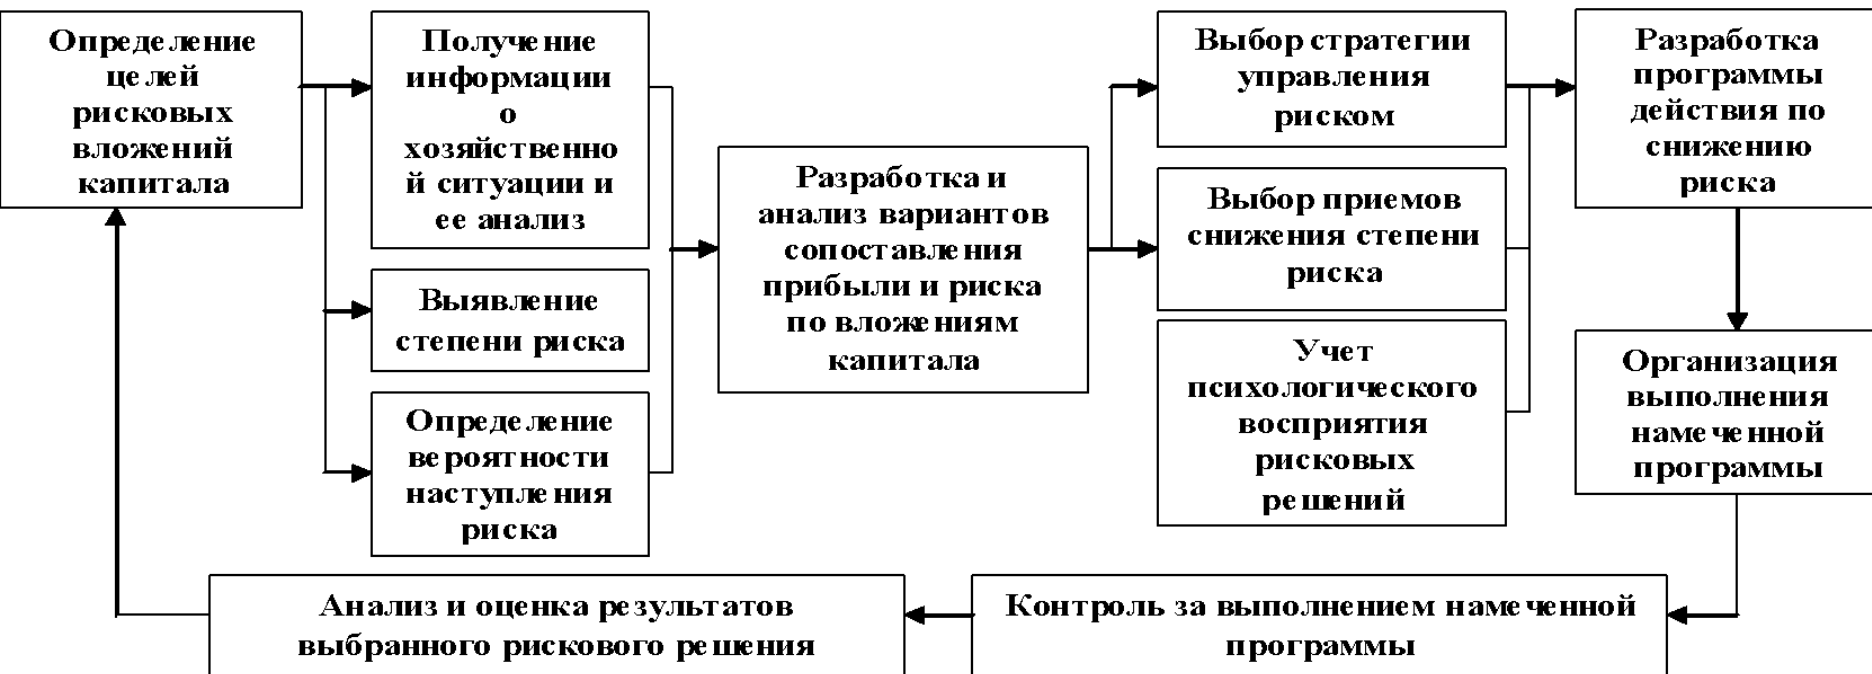 Определение
целей
рисковых
вложений
капитала
Получение
информации
о
хозяйственно
й ситуации и
ее анализ
Выявление
степени риска
Определение
вероятности
наступления
риска
Разработка и
анализ вариантов
сопоставления
прибыли и риска
по вложениям
капитала
Выбор стратегии
управления
риском
Выбор приемов
снижения степени
риска
Учет
психологического
восприятия
рисковых
решений
Разработка
программы
действия по
снижению
риска
Организация
выполнения
намеченной
программы
Контроль за выполнением намеченной
программы
Анализ и оценка результатов
выбранного рискового решения